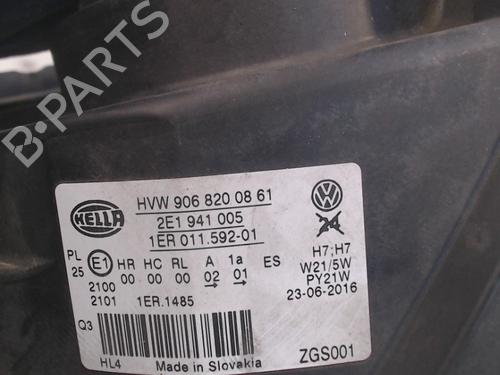 B-PARTS
HELLA
HVW 906 820 08 61
2E1 941 005
1ER 011.592-01
PL
25
E1
HR HC RL A 1a ES
2100 00 00 00 02 01
2101 1ER.1485
H7;H7
W21/5W
PY21W
23-06-2016
Q3
HL4 Made in Slovakia ZGS001